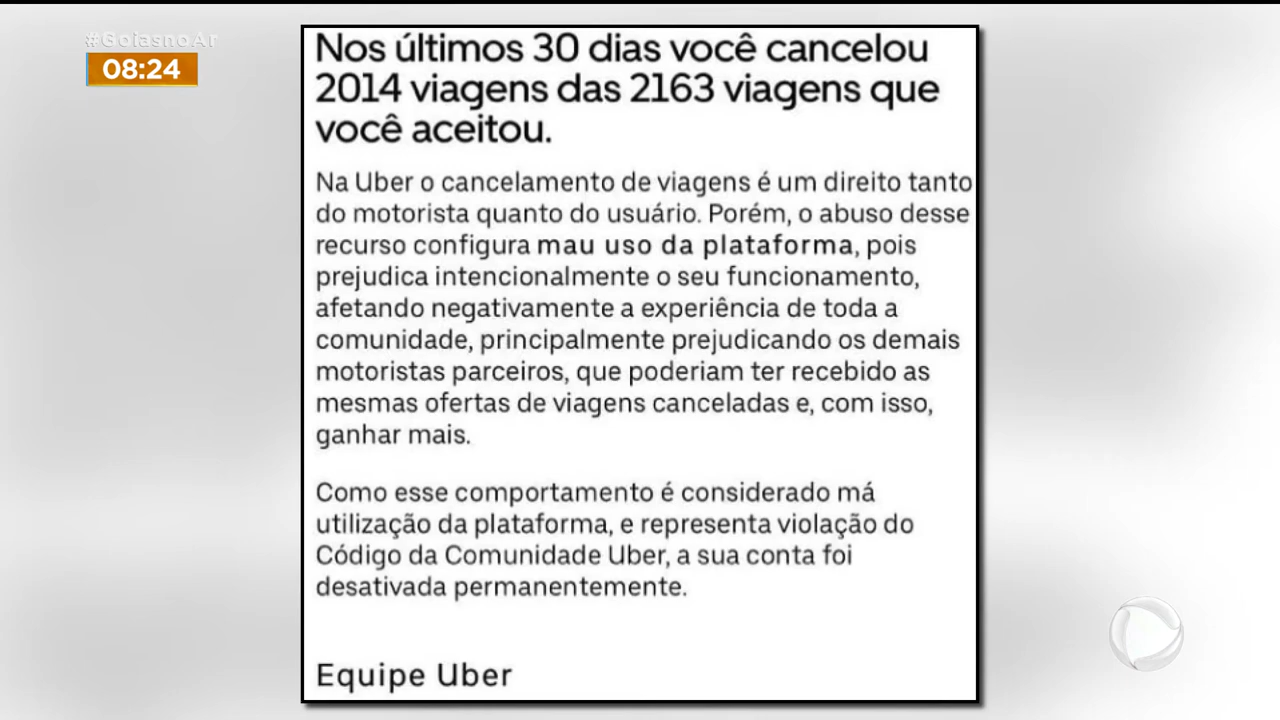 #GoiasnoAr
08:24
Nos últimos 30 dias você cancelou
2014 viagens das 2163 viagens que
você aceitou.
Na Uber o cancelamento de viagens é um direito tanto
do motorista quanto do usuário. Porém, o abuso desse
recurso configura mau uso da plataforma, pois
prejudica intencionalmente o seu funcionamento,
afetando negativamente a experiência de toda a
comunidade, principalmente prejudicando os demais
motoristas parceiros, que poderiam ter recebido as
mesmas ofertas de viagens canceladas e, com isso,
ganhar mais.
Como esse comportamento é considerado má
utilização da plataforma, e representa violação do
Código da Comunidade Uber, a sua conta foi
desativada permanentemente.
Equipe Uber